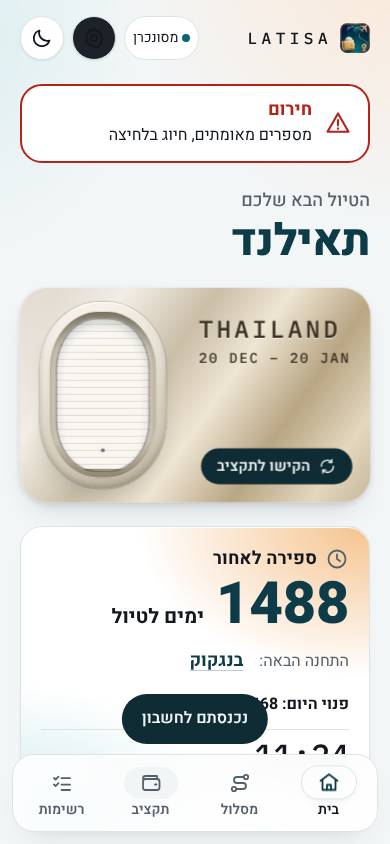 LATISA
מסונכרן
חירום
מספרים מאומתים, חיוג בלחיצה
הטיול הבא שלכם
תאילנד
THAILAND
20 DEC – 20 JAN
הקישו לתקציב
ספירה לאחור
1488 ימים לטיול
התחנה הבאה: בנגקוק
פנוי היום:
נכנסתם לחשבון
בית
מסלול
תקציב
רשימות